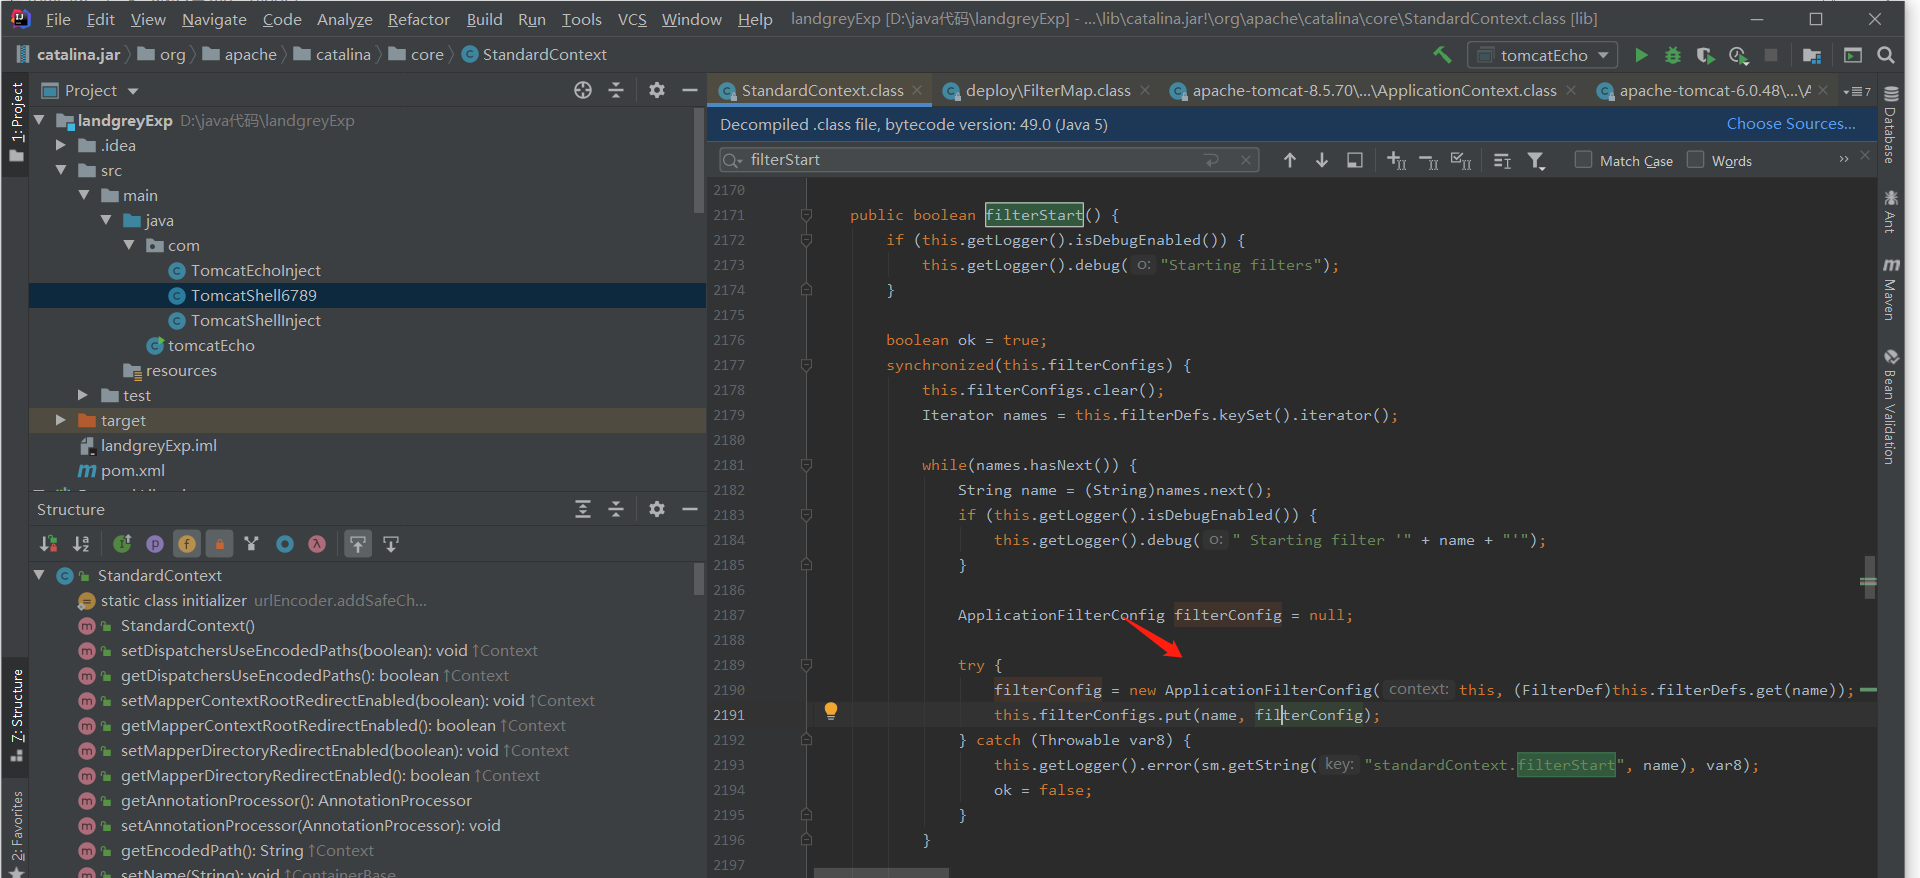 File Edit View Navigate Code Analyze Refactor Build Run Tools VCS Window Help landgreyExp [D:\java代码\landgreyExp] - ...\lib\catalina.jar!\org\apache\catalina\core\StandardContext.class [lib]
catalina.jar org apache catalina core StandardContext tomcatEcho
1: Project
Project
landgreyExp D:\java代码\landgreyExp
.idea
src
main
java
com
TomcatEchoInject
TomcatShell6789
TomcatShellInject
tomcatEcho
resources
test
target
landgreyExp.iml
pom.xml
Structure
StandardContext
static class initializer urlEncoder.addSafeCh...
StandardContext()
setDispatchersUseEncodedPaths(boolean): void ↑Context
getDispatchersUseEncodedPaths(): boolean ↑Context
setMapperContextRootRedirectEnabled(boolean): void ↑Context
getMapperContextRootRedirectEnabled(): boolean ↑Context
setMapperDirectoryRedirectEnabled(boolean): void ↑Context
getMapperDirectoryRedirectEnabled(): boolean ↑Context
getAnnotationProcessor(): AnnotationProcessor
setAnnotationProcessor(AnnotationProcessor): void
getEncodedPath(): String ↑Context
setName(String): void ↑ContainerBase
7: Structure
2: Favorites
StandardContext.class deploy\FilterMap.class apache-tomcat-8.5.70\...\ApplicationContext.class apache-tomcat-6.0.48\...\A 7
Decompiled .class file, bytecode version: 49.0 (Java 5) Choose Sources...
filterStart Match Case Words
2170
2171 public boolean filterStart() {
2172 if (this.getLogger().isDebugEnabled()) {
2173 this.getLogger().debug( o: "Starting filters");
2174 }
2175
2176 boolean ok = true;
2177 synchronized(this.filterConfigs) {
2178 this.filterConfigs.clear();
2179 Iterator names = this.filterDefs.keySet().iterator();
2180
2181 while(names.hasNext()) {
2182 String name = (String)names.next();
2183 if (this.getLogger().isDebugEnabled()) {
2184 this.getLogger().debug( o: " Starting filter '" + name + "'");
2185 }
2186
2187 ApplicationFilterConfig filterConfig = null;
2188
2189 try {
2190 filterConfig = new ApplicationFilterConfig( context: this, (FilterDef)this.filterDefs.get(name));
2191 this.filterConfigs.put(name, filterConfig);
2192 } catch (Throwable var8) {
2193 this.getLogger().error(sm.getString( key: "standardContext.filterStart", name), var8);
2194 ok = false;
2195 }
2196 }
2197
Database
Ant
Maven
Bean Validation